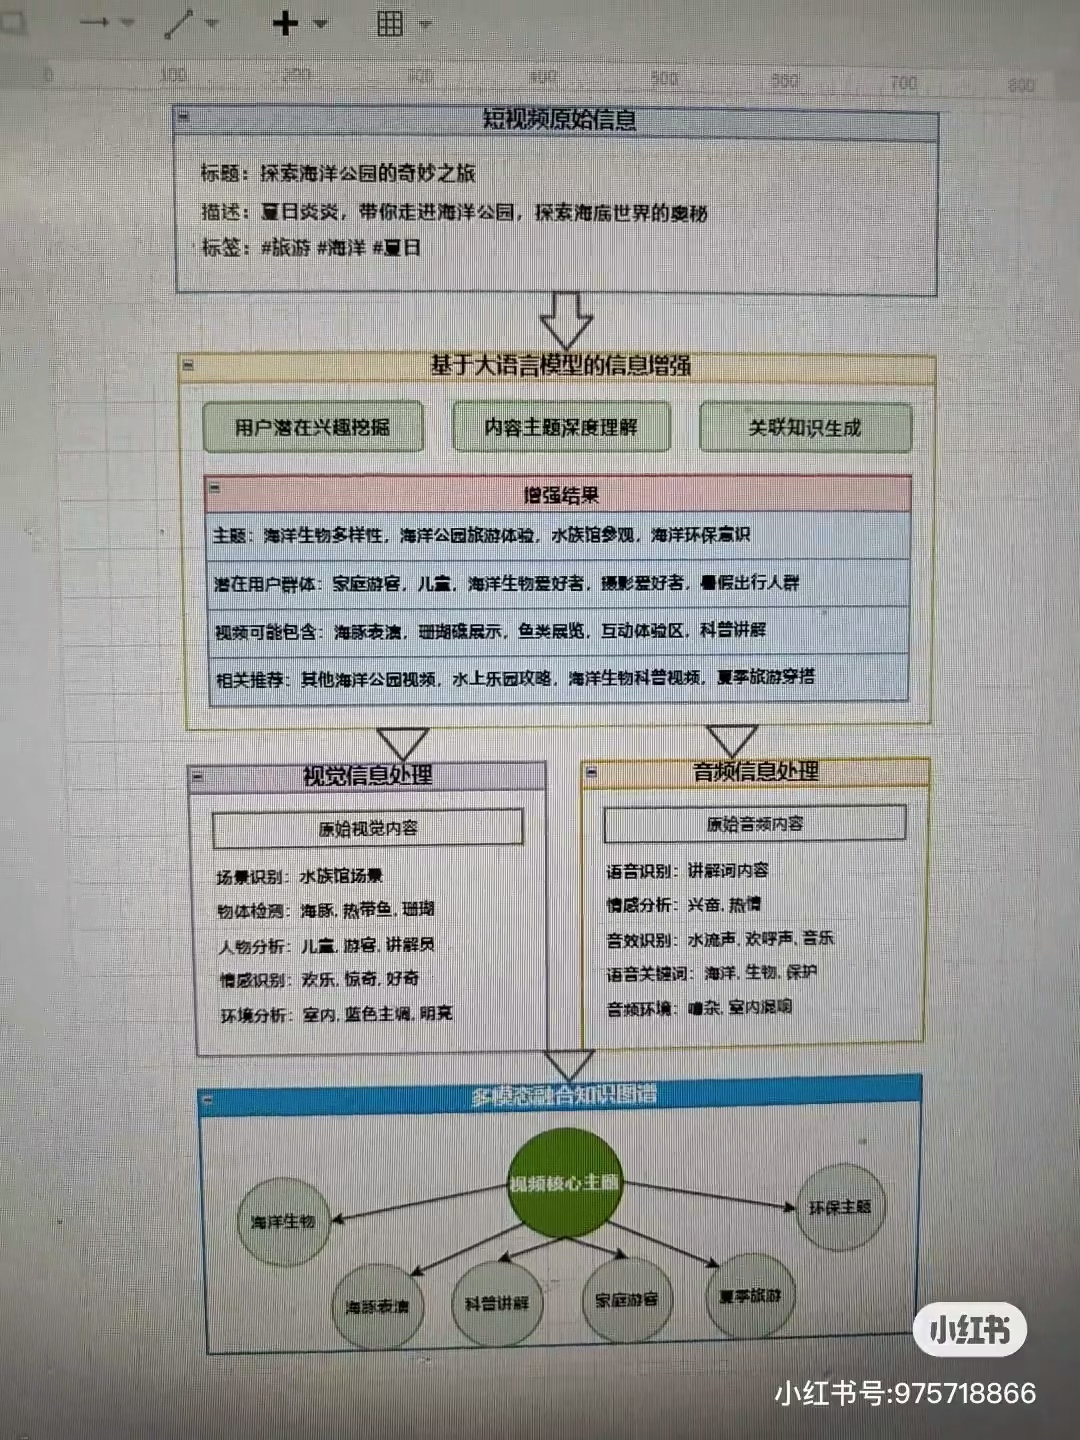 0 100 200 300 400 500 600 700 800
短视频原始信息
标题：探索海洋公园的奇妙之旅
描述：夏日炎炎，带你走进海洋公园，探索海底世界的奥秘
标签：#旅游 #海洋 #夏日
基于大语言模型的信息增强
用户潜在兴趣挖掘 内容主题深度理解 关联知识生成
增强结果
主题：海洋生物多样性，海洋公园旅游体验，水族馆参观，海洋环保意识
潜在用户群体：家庭游客，儿童，海洋生物爱好者，摄影爱好者，暑假出行人群
视频可能包含：海豚表演，珊瑚礁展示，鱼类展览，互动体验区，科普讲解
相关推荐：其他海洋公园视频，水上乐园攻略，海洋生物科普视频，夏季旅游穿搭
视觉信息处理
原始视觉内容
场景识别：水族馆场景
物体检测：海豚,热带鱼,珊瑚
人物分析：儿童,游客,讲解员
情感识别：欢乐,惊奇,好奇
环境分析：室内,蓝色主调,明亮
音频信息处理
原始音频内容
语音识别：讲解词内容
情感分析：兴奋,热情
音效识别：水流声,欢呼声,音乐
语音关键词：海洋,生物,保护
音频环境：嘈杂,室内混响
多模态融合知识图谱
视频核心主题
海洋生物
环保主题
海豚表演
科普讲解
家庭游客
夏季旅游
小红书
小红书号:975718866